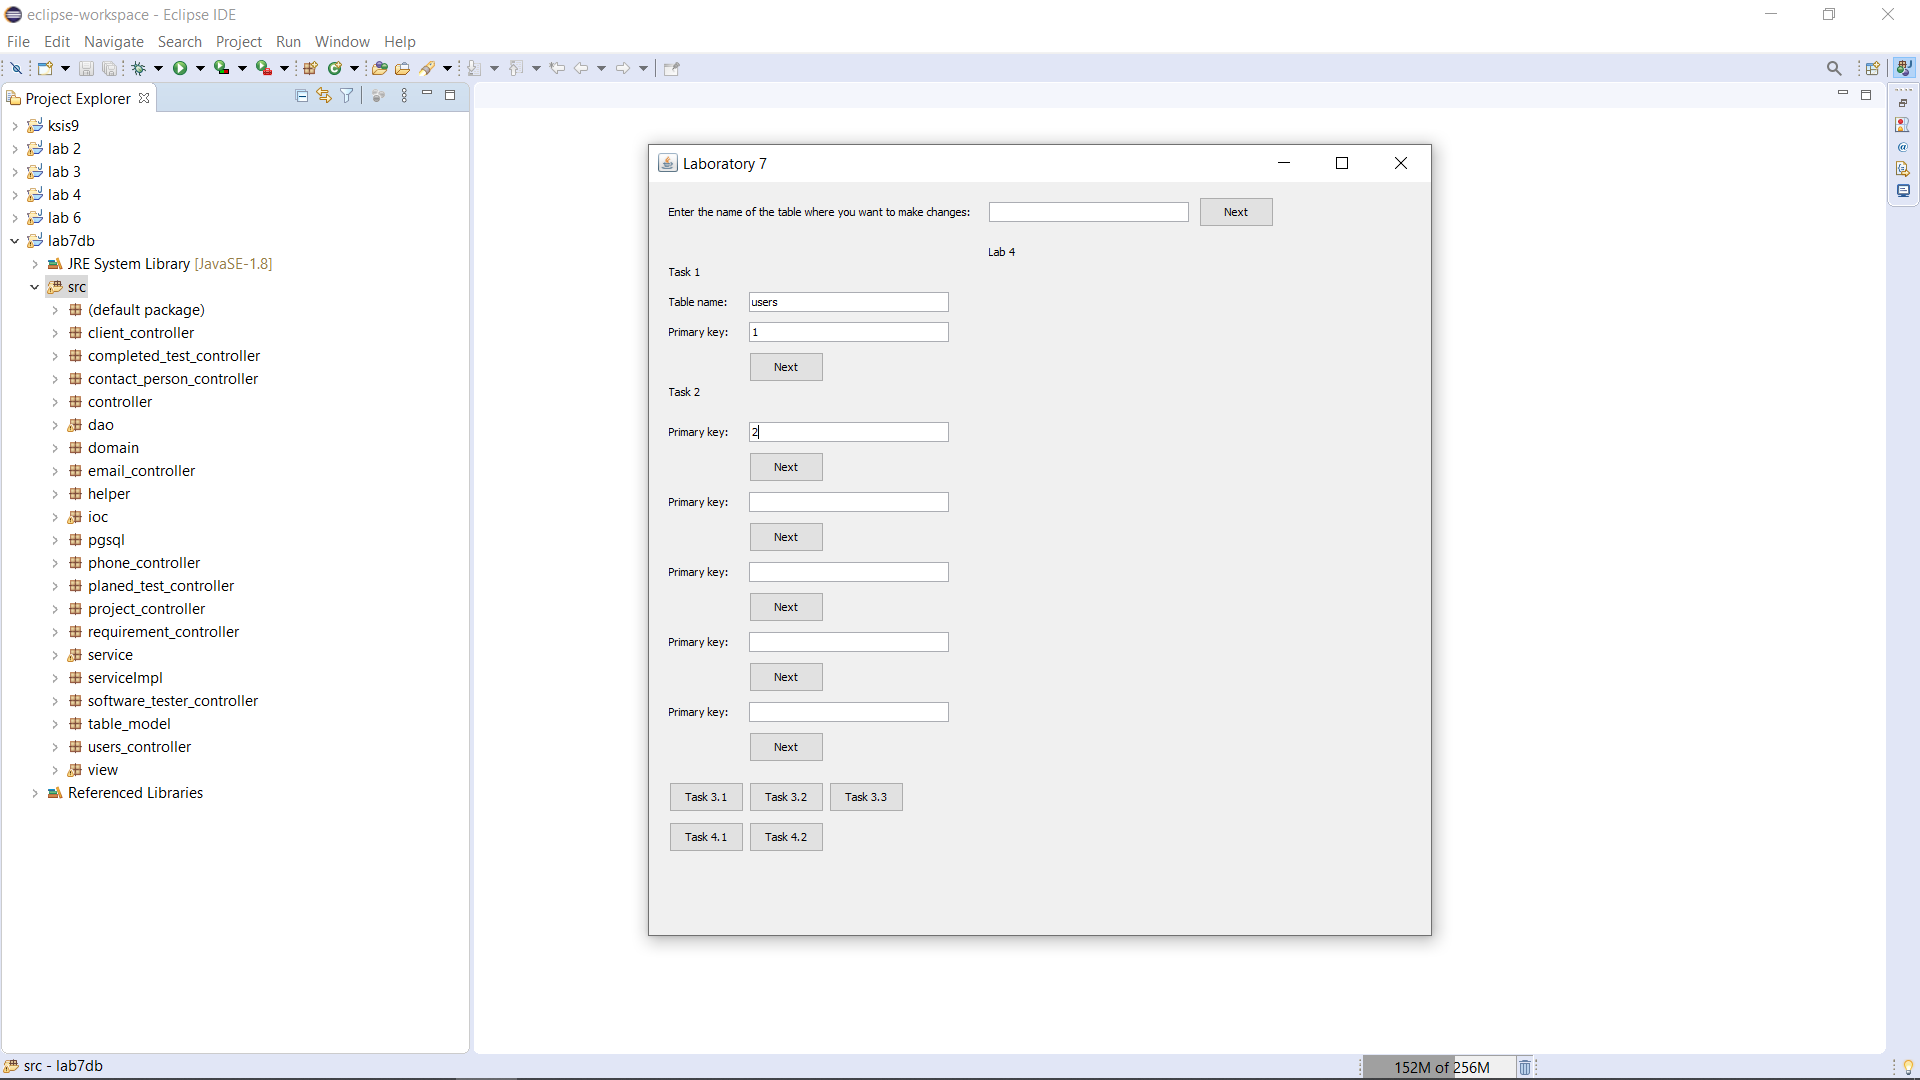 eclipse-workspace - Eclipse IDE
File Edit Navigate Search Project Run Window Help
Project Explorer
ksis9
lab 2
lab 3
lab 4
lab 6
lab7db
JRE System Library [JavaSE-1.8]
src
(default package)
client_controller
completed_test_controller
contact_person_controller
controller
dao
domain
email_controller
helper
ioc
pgsql
phone_controller
planed_test_controller
project_controller
requirement_controller
service
serviceImpl
software_tester_controller
table_model
users_controller
view
Referenced Libraries
Laboratory 7
Enter the name of the table where you want to make changes: Next
Lab 4
Task 1
Table name: users
Primary key: 1
Next
Task 2
Primary key: 2
Next
Primary key:
Next
Primary key:
Next
Primary key:
Next
Primary key:
Next
Task 3.1 Task 3.2 Task 3.3
Task 4.1 Task 4.2
src - lab7db
152M of 256M